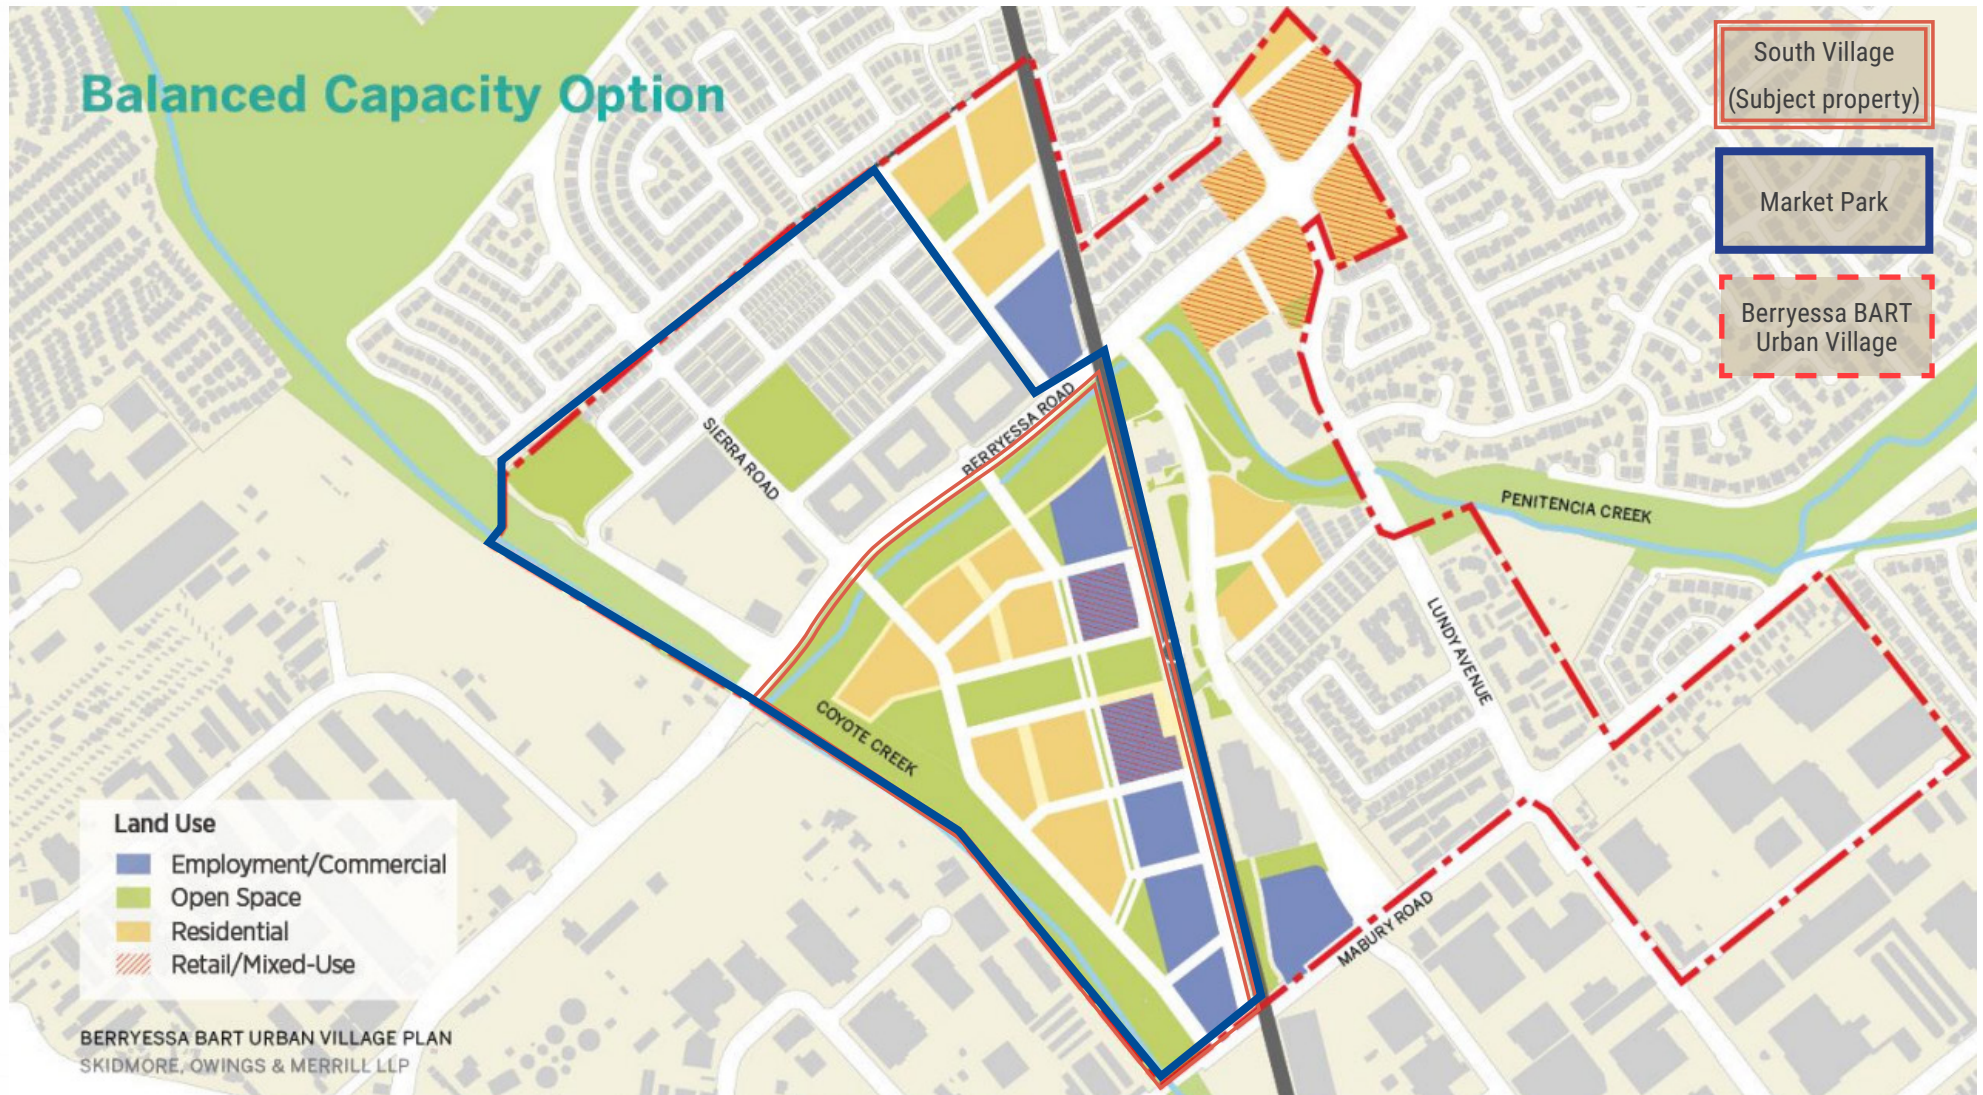 Balanced Capacity Option
South Village
(Subject property)
Market Park
Berryessa BART
Urban Village
SIERRA ROAD
BERRYESSA ROAD
PENITENCIA CREEK
LUNDY AVENUE
COYOTE CREEK
MABURY ROAD
Land Use
Employment/Commercial
Open Space
Residential
Retail/Mixed-Use
BERRYESSA BART URBAN VILLAGE PLAN
SKIDMORE, OWINGS & MERRILL LLP